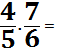 4/5 . 7/6 =